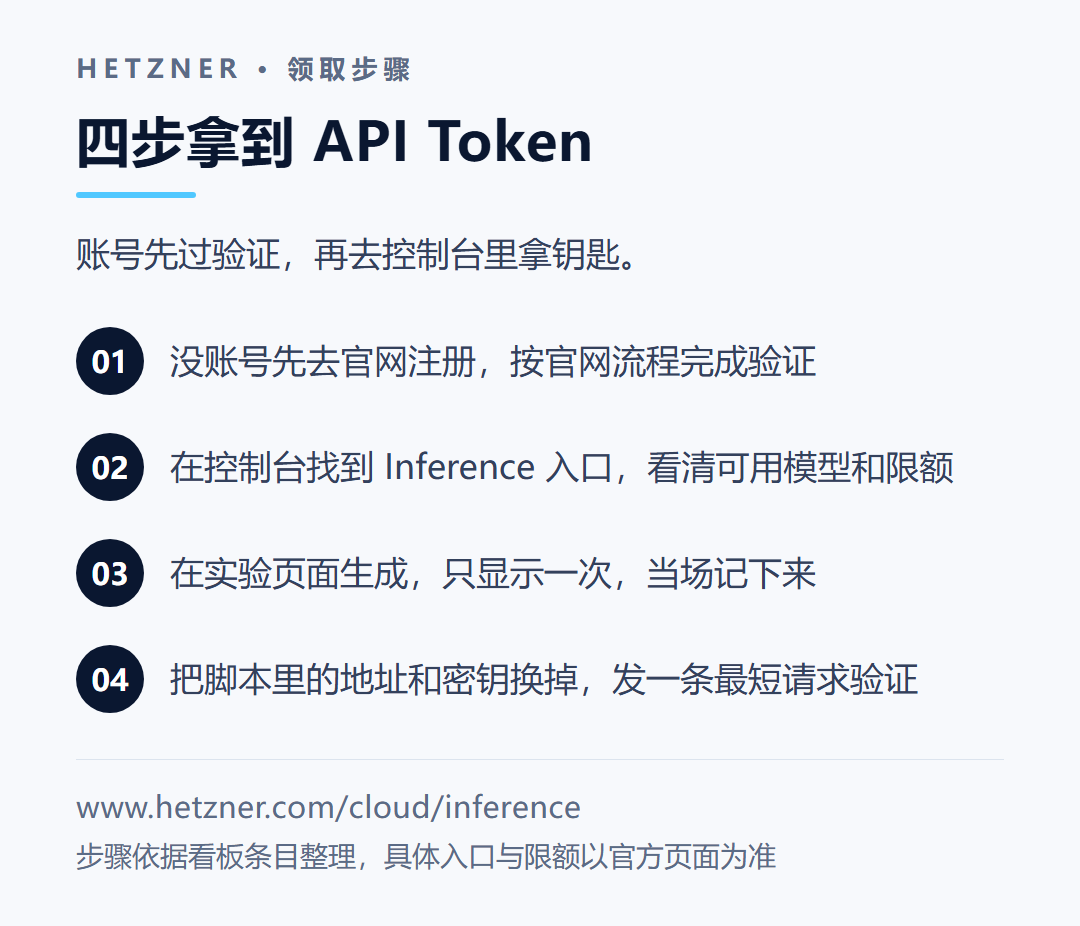 HETZNER • 领取步骤
四步拿到 API Token
账号先过验证，再去控制台里拿钥匙。
01 没账号先去官网注册，按官网流程完成验证
02 在控制台找到 Inference 入口，看清可用模型和限额
03 在实验页面生成，只显示一次，当场记下来
04 把脚本里的地址和密钥换掉，发一条最短请求验证
www.hetzner.com/cloud/inference
步骤依据看板条目整理，具体入口与限额以官方页面为准